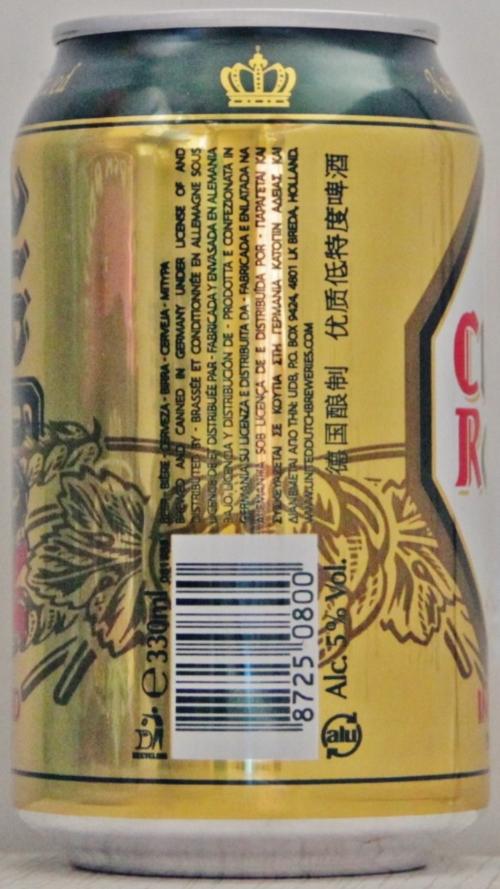 BIÈRE - CERVEZA - BIRRA - CERVEJA - ΜΠΥΡΑ
BREWED AND CANNED IN GERMANY UNDER LICENSE OF AND
DISTRIBUTED BY - BRASSÉE ET CONDITIONNÉE EN ALLEMAGNE SOUS
LICENCE DISTRIBUÉE PAR - FABRICADA Y ENVASADA EN ALEMANIA
BAJO LICENCIA Y DISTRIBUCIÓN DE - PRODOTTA E CONFEZIONATA IN
GERMANIA SU LICENZA E DISTRIBUITA DA - FABRICADA E ENLATADA NA
ALEMANHA SOB LICENÇA DE E DISTRIBUÍDA POR - ΠΑΡΑΓΕΤΑΙ ΚΑΙ
ΣΥΣΚΕΥΑΖΕΤΑΙ ΣΕ ΚΟΥΤΙΑ ΣΤΗ ΓΕΡΜΑΝΙΑ ΚΑΤΟΠΙΝ ΑΔΕΙΑΣ ΚΑΙ
ΔΙΑΝΕΜΕΤΑΙ ΑΠΟ ΤΗΝ: UDB, P.O. BOX 9424, 4801 LK BREDA, HOLLAND.
WWW.UNITEDDUTCHBREWERIES.COM
德国酿制 优质低特度啤酒
e 330ml
8725 0800
Alc. 5% Vol.
alu
RECYCLING
C
R